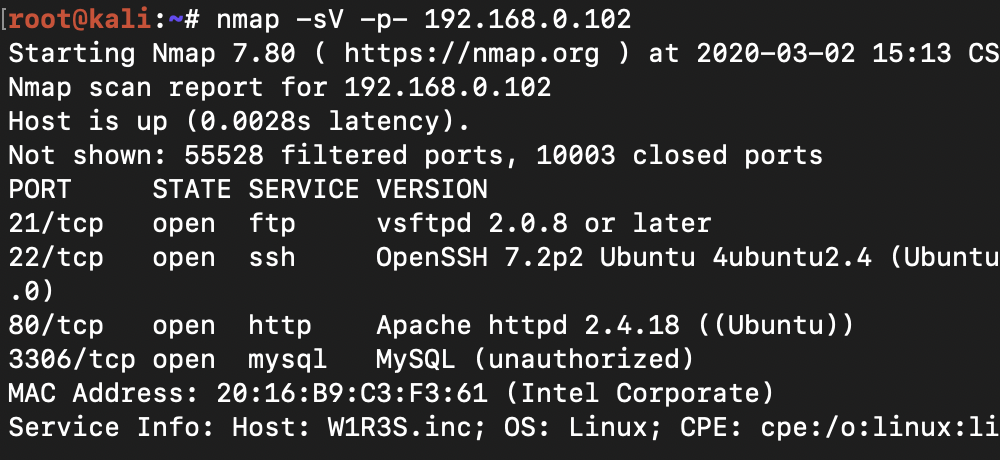 [root@kali:~# nmap -sV -p- 192.168.0.102
Starting Nmap 7.80 ( https://nmap.org ) at 2020-03-02 15:13 CS
Nmap scan report for 192.168.0.102
Host is up (0.0028s latency).
Not shown: 55528 filtered ports, 10003 closed ports
PORT     STATE SERVICE VERSION
21/tcp   open  ftp     vsftpd 2.0.8 or later
22/tcp   open  ssh     OpenSSH 7.2p2 Ubuntu 4ubuntu2.4 (Ubuntu
.0)
80/tcp   open  http    Apache httpd 2.4.18 ((Ubuntu))
3306/tcp open  mysql   MySQL (unauthorized)
MAC Address: 20:16:B9:C3:F3:61 (Intel Corporate)
Service Info: Host: W1R3S.inc; OS: Linux; CPE: cpe:/o:linux:li